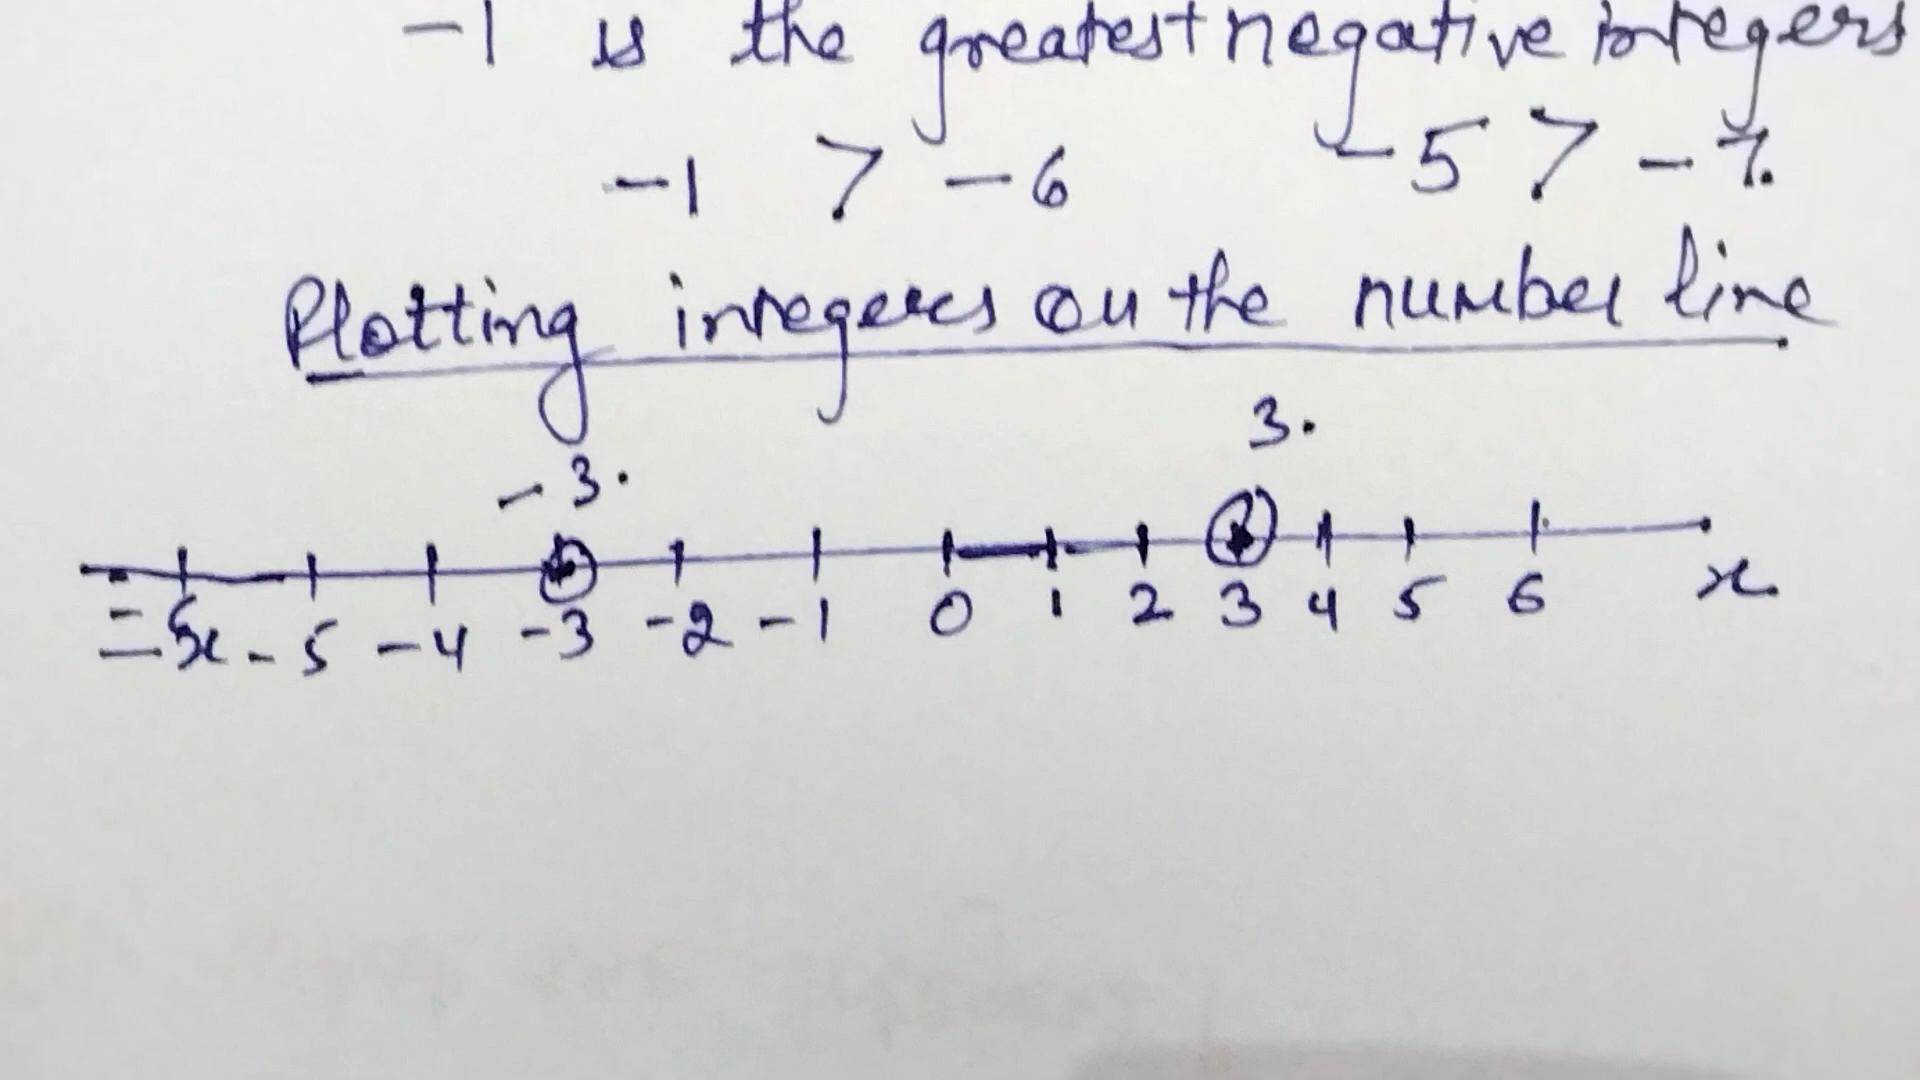 -1 is the greatest negative integers
-1 > -6 -5 > -7.
Plotting integers on the number line
-3. 3.
-5 -4 -3 -2 -1 0 1 2 3 4 5 6 x